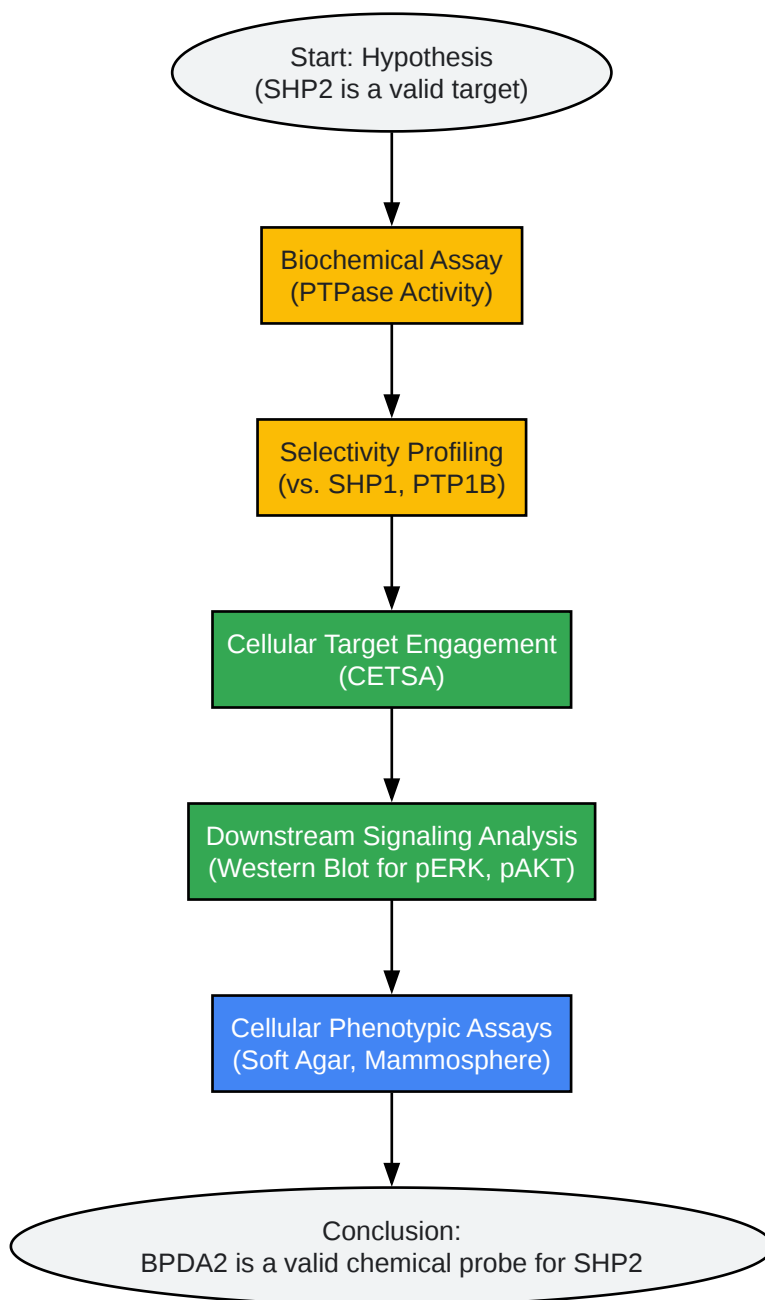 Start: Hypothesis
(SHP2 is a valid target)
Biochemical Assay
(PTPase Activity)
Selectivity Profiling
(vs. SHP1, PTP1B)
Cellular Target Engagement
(CETSA)
Downstream Signaling Analysis
(Western Blot for pERK, pAKT)
Cellular Phenotypic Assays
(Soft Agar, Mammosphere)
Conclusion:
BPDA2 is a valid chemical probe for SHP2